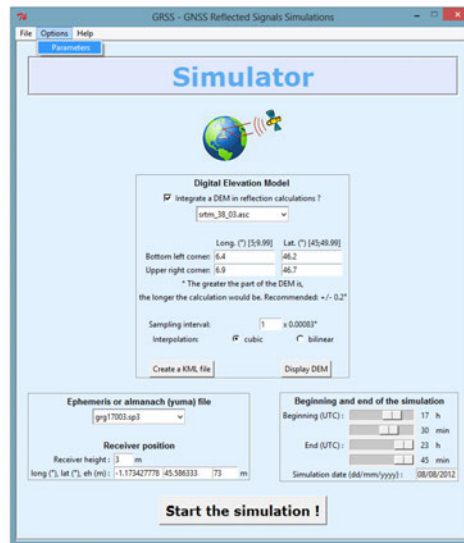 GRSS - GNSS Reflected Signals Simulations
File Options Help
Parameters
Simulator
Digital Elevation Model
Integrate a DEM in reflection calculations ?
srtm_38_03.asc
Long. (°) [5;9.99] Lat. (°) [45;49.99]
Bottom left corner: 6.4 46.2
Upper right corner: 6.9 46.7
* The greater the part of the DEM is,
the longer the calculation would be. Recommended: +/- 0.2°
Sampling interval: 1 x 0.00083°
Interpolation: cubic bilinear
Create a KML file Display DEM
Ephemeris or almanach (yuma) file
grg17003.sp3
Receiver position
Receiver height : 3 m
long (°), lat (°), eh (m) : -1.173427778 45.586333 73 m
Beginning and end of the simulation
Beginning (UTC) : 17 h
30 min
End (UTC) : 23 h
45 min
Simulation date (dd/mm/yyyy) : 08/08/2012
Start the simulation !